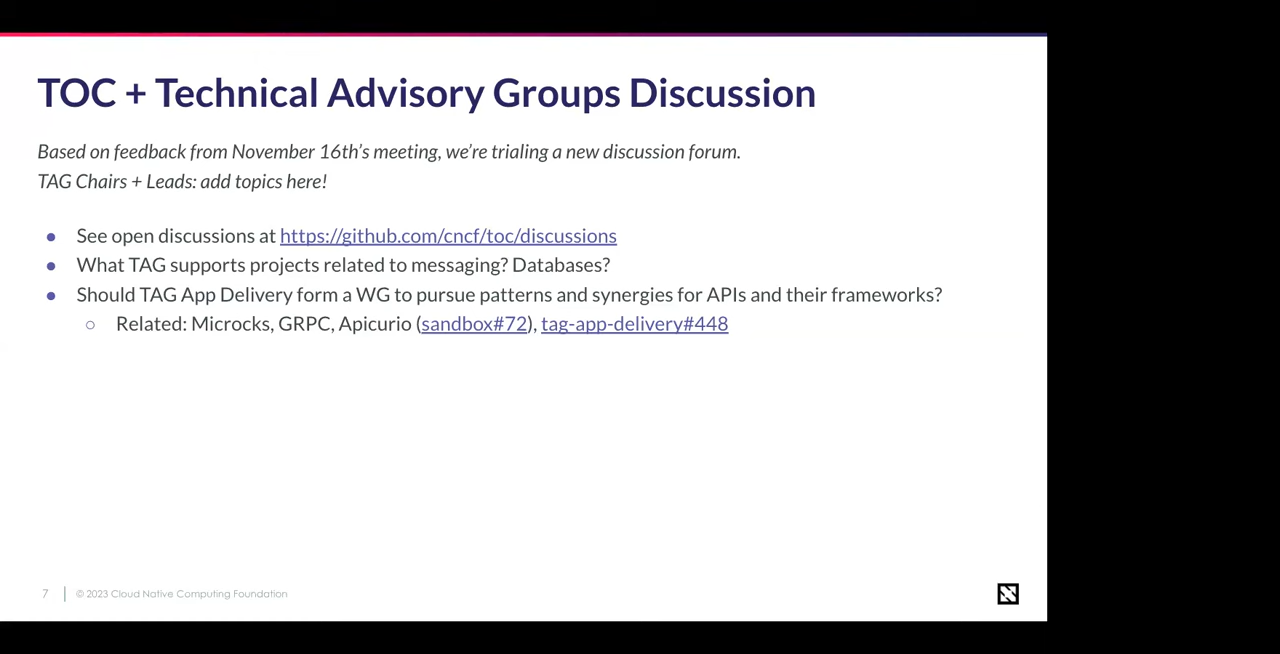 TOC + Technical Advisory Groups Discussion
Based on feedback from November 16th's meeting, we're trialing a new discussion forum.
TAG Chairs + Leads: add topics here!
● See open discussions at https://github.com/cncf/toc/discussions
● What TAG supports projects related to messaging? Databases?
● Should TAG App Delivery form a WG to pursue patterns and synergies for APIs and their frameworks?
○ Related: Microcks, GRPC, Apicurio (sandbox#72), tag-app-delivery#448
7 | © 2023 Cloud Native Computing Foundation